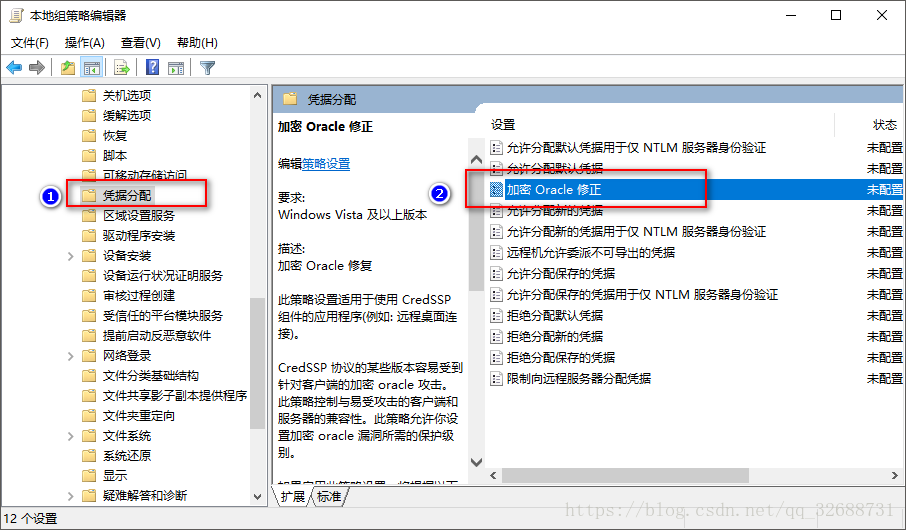 本地组策略编辑器
文件(F) 操作(A) 查看(V) 帮助(H)
关机选项
缓解选项
恢复
脚本
可移动存储访问
1
凭据分配
区域设置服务
驱动程序安装
设备安装
设备运行状况证明服务
审核过程创建
受信任的平台模块服务
提前启动反恶意软件
网络登录
文件分类基础结构
文件共享影子副本提供程序
文件夹重定向
文件系统
系统还原
显示
疑难解答和诊断
凭据分配
加密 Oracle 修正
编辑策略设置
要求:
Windows Vista 及以上版本
描述:
加密 Oracle 修复
此策略设置适用于使用 CredSSP
组件的应用程序(例如: 远程桌面连
接)。
CredSSP 协议的某些版本容易受到
针对客户端的加密 oracle 攻击。
此策略控制与易受攻击的客户端和
服务器的兼容性。此策略允许你设
置加密 oracle 漏洞所需的保护级
别。
设置 状态
允许分配默认凭据用于仅 NTLM 服务器身份验证 未配置
允许分配默认凭据 未配置
2
加密 Oracle 修正 未配置
允许分配新的凭据 未配置
允许分配新的凭据用于仅 NTLM 服务器身份验证 未配置
远程机允许委派不可导出的凭据 未配置
允许分配保存的凭据 未配置
允许分配保存的凭据用于仅 NTLM 服务器身份验证 未配置
拒绝分配默认凭据 未配置
拒绝分配新的凭据 未配置
拒绝分配保存的凭据 未配置
限制向远程服务器分配凭据 未配置
扩展 标准
12 个设置
https://blog.csdn.net/qq_32688731